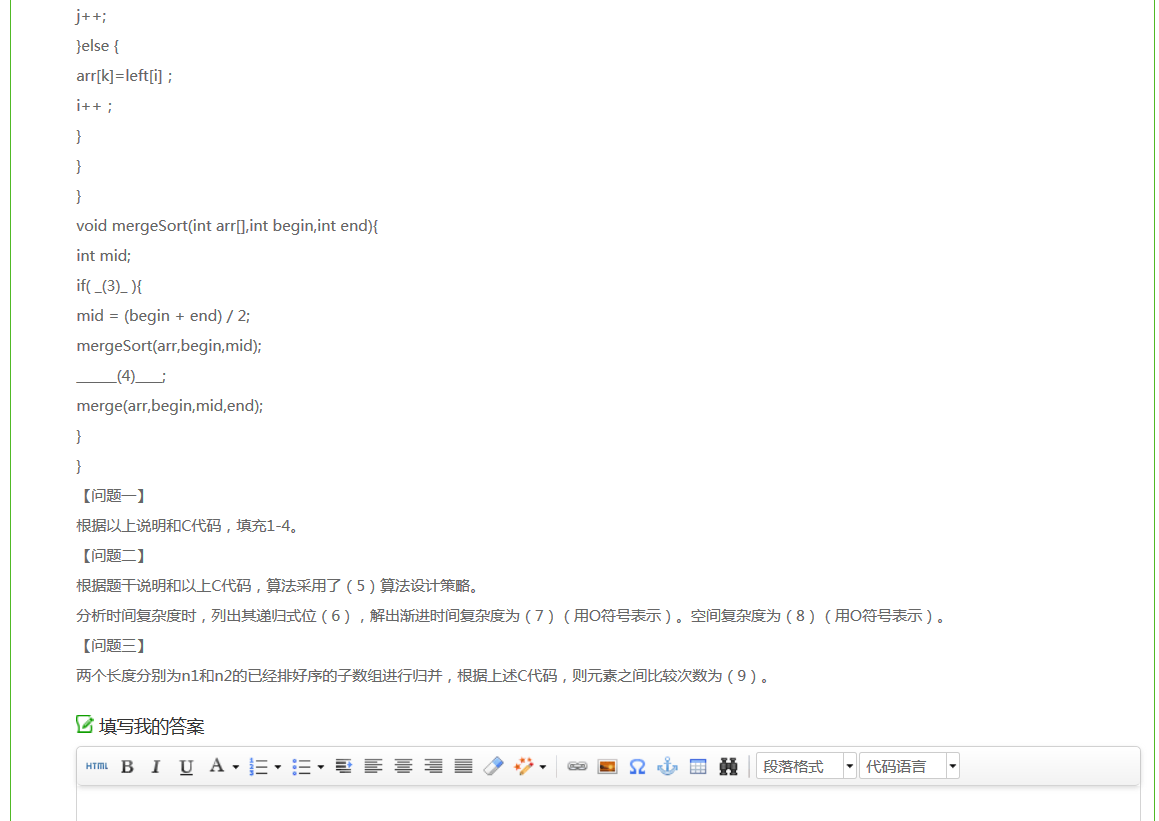 j++;
}else {
arr[k]=left[i] ;
i++ ;
}
}
}
void mergeSort(int arr[],int begin,int end){
int mid;
if( _(3)_ ){
mid = (begin + end) / 2;
mergeSort(arr,begin,mid);
______(4)____;
merge(arr,begin,mid,end);
}
}
【问题一】
根据以上说明和C代码，填充1-4。
【问题二】
根据题干说明和以上C代码，算法采用了（5）算法设计策略。
分析时间复杂度时，列出其递归式位（6），解出渐进时间复杂度为（7）（用O符号表示）。空间复杂度为（8）（用O符号表示）。
【问题三】
两个长度分别为n1和n2的已经排好序的子数组进行归并，根据上述C代码，则元素之间比较次数为（9）。
填写我的答案
HTML B I U A 段落格式 代码语言